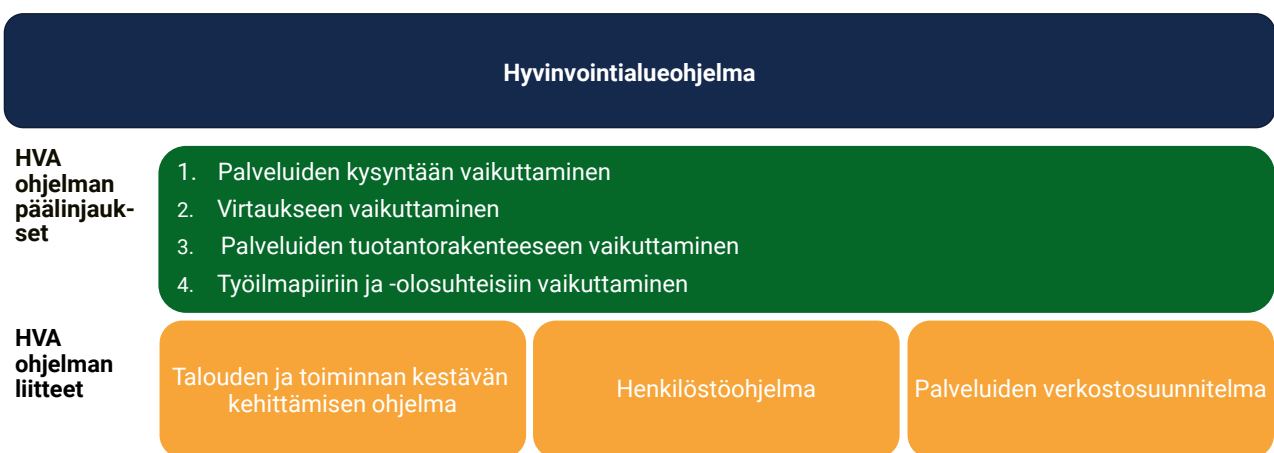 Hyvinvointialueohjelma
HVA
ohjelman
päälinjauk-
set
1. Palveluiden kysyntään vaikuttaminen
2. Virtaukseen vaikuttaminen
3. Palveluiden tuotantorakenteeseen vaikuttaminen
4. Työilmapiiriin ja -olosuhteisiin vaikuttaminen
HVA
ohjelman
liitteet
Talouden ja toiminnan kestävän
kehittämisen ohjelma
Henkilöstöohjelma
Palveluiden verkostosuunnitelma